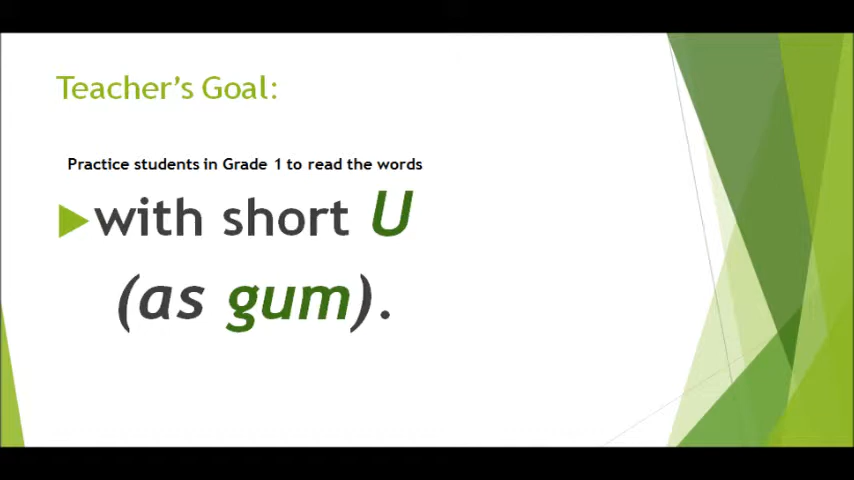 Teacher's Goal:
Practice students in Grade 1 to read the words
with short U
(as gum).